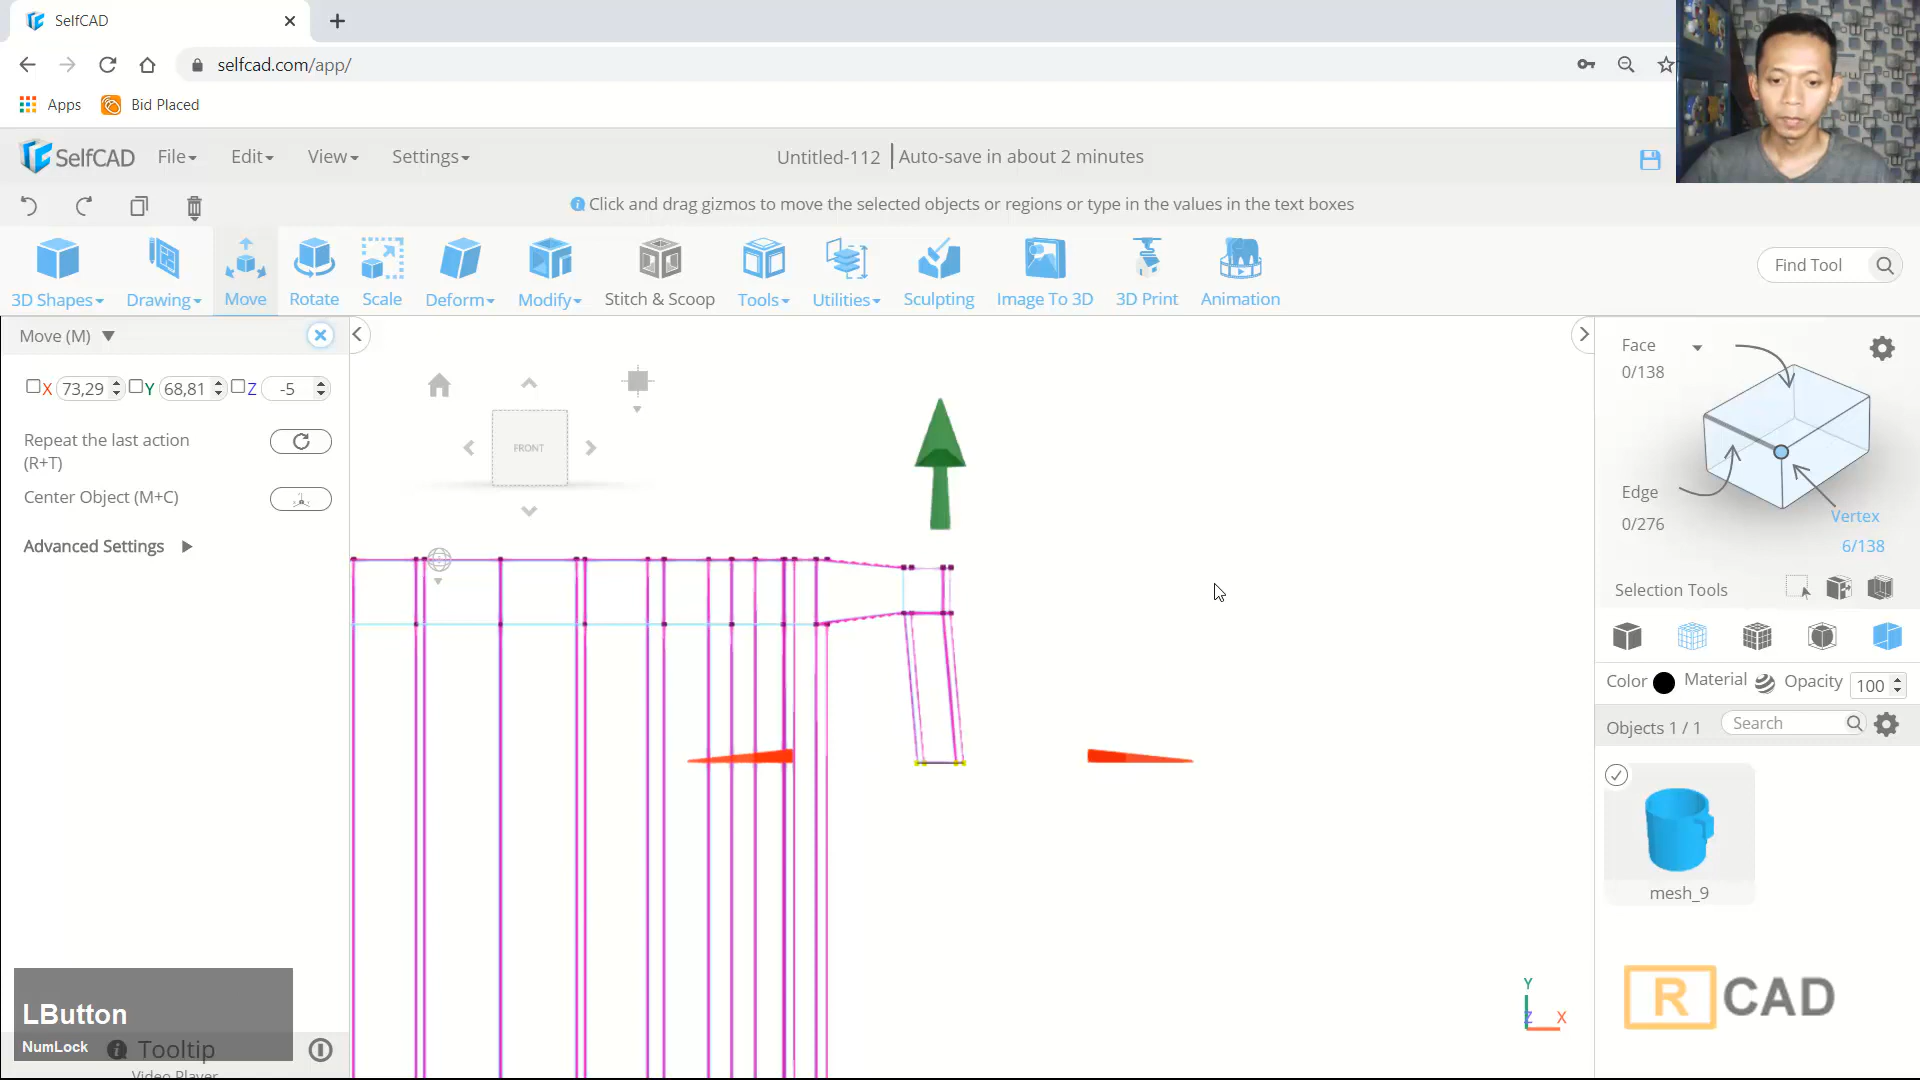 SelfCAD
selfcad.com/app/
Apps
Bid Placed
SelfCAD
File
Edit
View
Settings
Untitled-112
Auto-save in about 2 minutes
Click and drag gizmos to move the selected objects or regions or type in the values in the text boxes
3D Shapes
Drawing
Move
Rotate
Scale
Deform
Modify
Stitch & Scoop
Tools
Utilities
Sculpting
Image To 3D
3D Print
Animation
Find Tool
Move (M)
X 73,29 Y 68,81 Z -5
Repeat the last action
(R+T)
Center Object (M+C)
Advanced Settings
FRONT
Face
0/138
Edge
0/276
Vertex
6/138
Selection Tools
Color
Material
Opacity
100
Objects 1 / 1
Search
mesh_9
Y
Z
X
R CAD
LButton
NumLock
Tooltip
Video Player